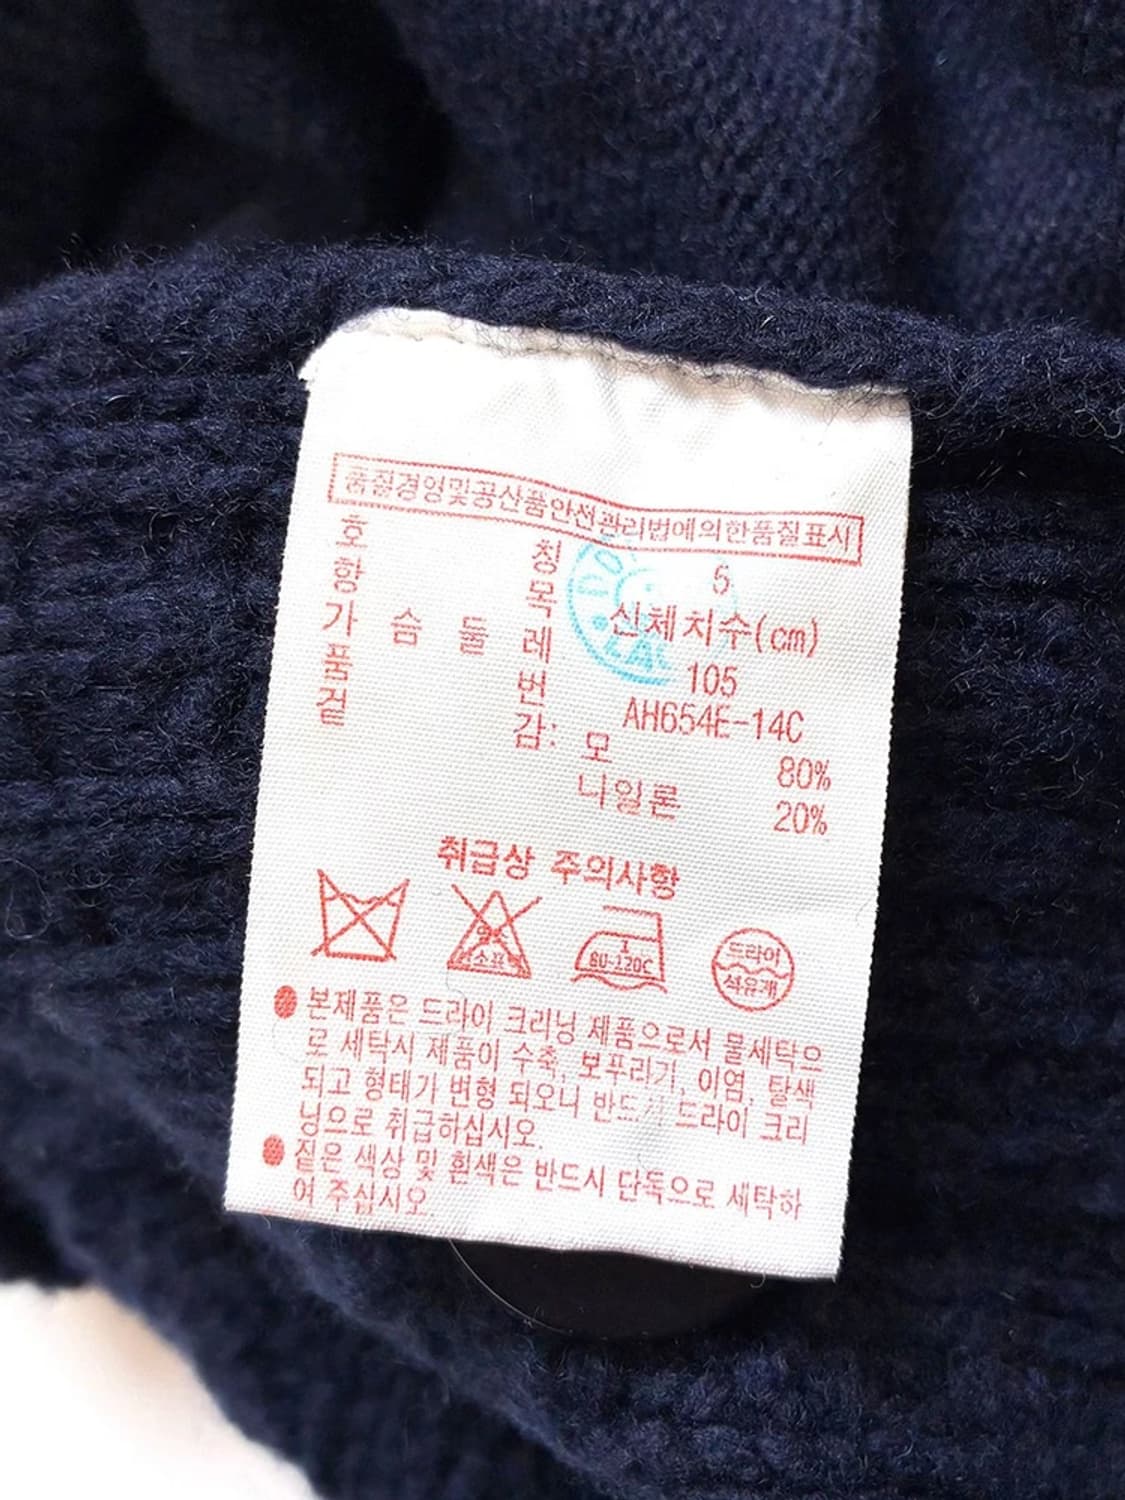 품질경영및공산품안전관리법에의한품질표시
호 칭 5
항 목 신체치수(cm)
가 슴 둘 레 105
품 번 AH654E-14C
겉 감: 모 80%
나일론 20%
취급상 주의사항
80-120C
드라이
석유계
본제품은 드라이 크리닝 제품으로서 물세탁으
로 세탁시 제품이 수축, 보푸라기, 이염, 탈색
되고 형태가 변형 되오니 드라이 크리
닝으로 취급하십시오.
짙은 색상 및 흰색은 반드시 단독으로 세탁하
여 주십시오.